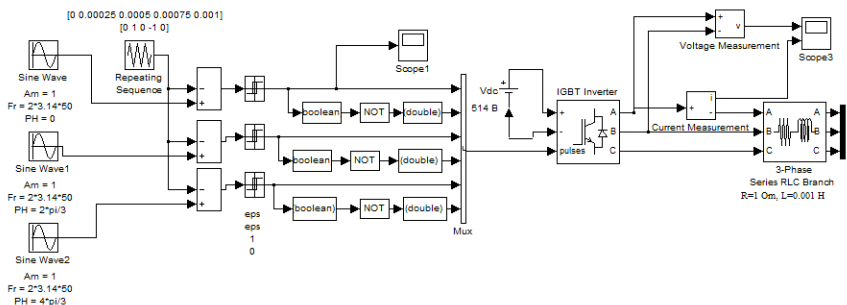 [0 0.00025 0.0005 0.00075 0.001]
[0 1 0 -1 0]
Sine Wave
Am = 1
Fr = 2*3.14*50
PH = 0
Repeating
Sequence
Sine Wave1
Am = 1
Fr = 2*3.14*50
PH = 2*pi/3
Sine Wave2
Am = 1
Fr = 2*3.14*50
PH = 4*pi/3
−
+
−
+
−
+
eps
eps
1
0
Scope1
boolean
NOT
(double)
boolean
NOT
(double)
(boolean)
NOT
(double)
Mux
Vdc
+
514 B
IGBT Inverter
+
-
pulses
A
B
C
+
-
v
Voltage Measurement
+
i
-
Current Measurement
Scope3
A
B
C
A
B
C
3-Phase
Series RLC Branch
R=1 Om, L=0.001 H